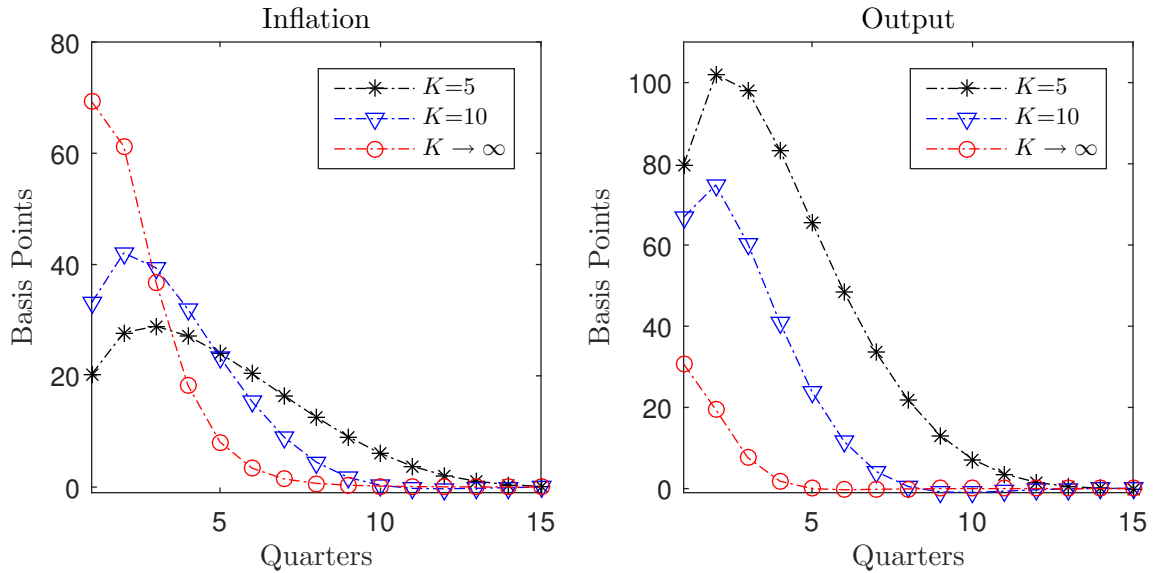 Inflation
Output
80
60
40
20
0
Basis Points
K=5
K=10
K → ∞
5
10
15
Quarters
100
80
60
40
20
0
Basis Points
K=5
K=10
K → ∞
5
10
15
Quarters